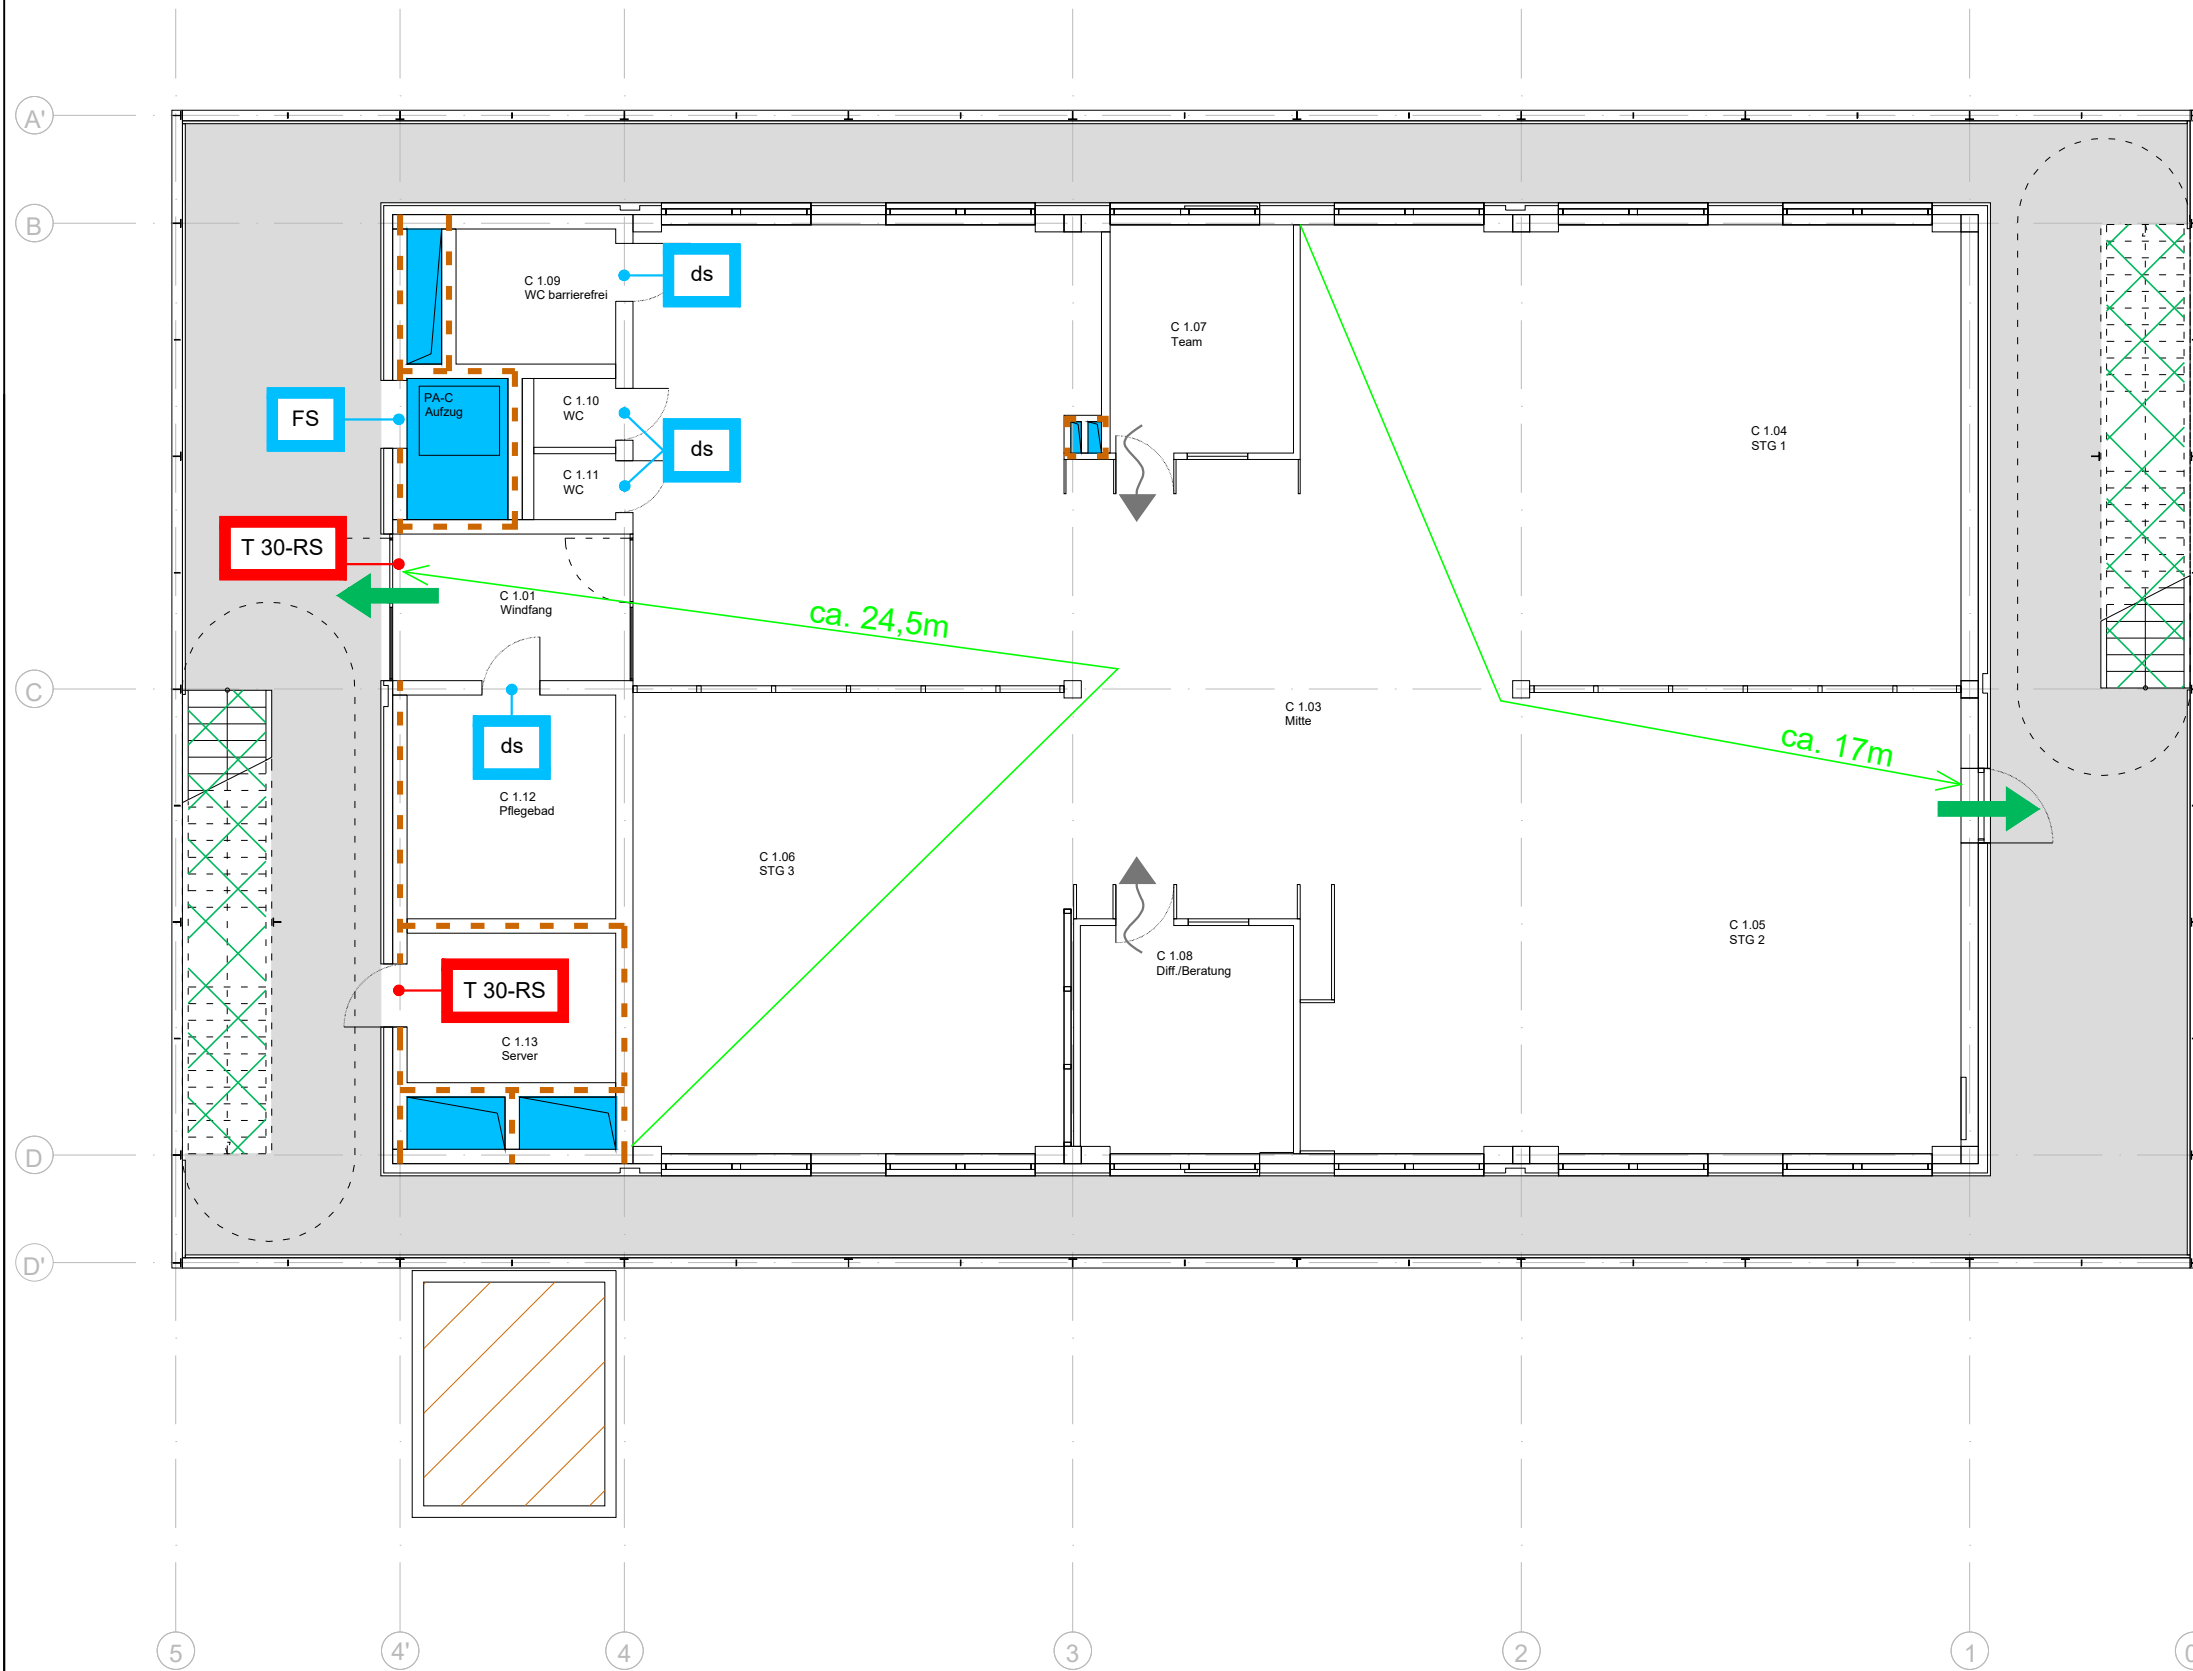 A'
B
C 1.09
WC barrierefrei
ds
C 1.07
Team
PA-C
Aufzug
FS
C 1.10
WC
ds
C 1.04
STG 1
C 1.11
WC
T 30-RS
C 1.01
Windfang
ca. 24,5m
C
C 1.03
Mitte
ds
ca. 17m
C 1.12
Pflegebad
C 1.06
STG 3
C 1.05
STG 2
C 1.08
Diff./Beratung
T 30-RS
C 1.13
Server
D
D'
5
4'
4
3
2
1